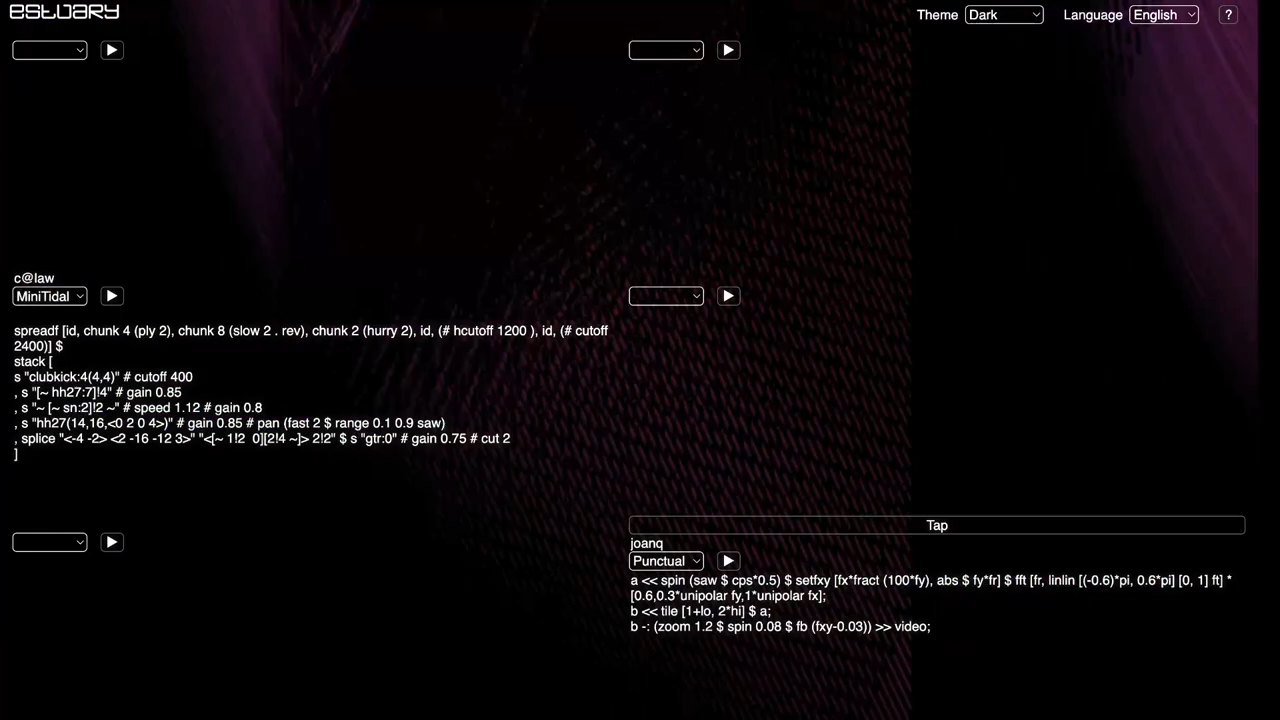 estuary
Theme Dark Language English ?
c@law
MiniTidal
spreadf [id, chunk 4 (ply 2), chunk 8 (slow 2 . rev), chunk 2 (hurry 2), id, (# hcutoff 1200 ), id, (# cutoff
2400)] $
stack [
s "clubkick:4(4,4)" # cutoff 400
, s "[~ hh27:7]!4" # gain 0.85
, s "~ [~ sn:2]!2 ~" # speed 1.12 # gain 0.8
, s "hh27(14,16,<0 2 0 4>)" # gain 0.85 # pan (fast 2 $ range 0.1 0.9 saw)
, splice "<-4 -2> <2 -16 -12 3>" "<[~ 1!2  0][2!4 ~]> 2!2" $ s "gtr:0" # gain 0.75 # cut 2
]
Tap
joanq
Punctual
a << spin (saw $ cps*0.5) $ setfxy [fx*fract (100*fy), abs $ fy*fr] $ fft [fr, linlin [(-0.6)*pi, 0.6*pi] [0, 1] ft] *
[0.6,0.3*unipolar fy,1*unipolar fx];
b << tile [1+lo, 2*hi] $ a;
b -: (zoom 1.2 $ spin 0.08 $ fb (fxy-0.03)) >> video;